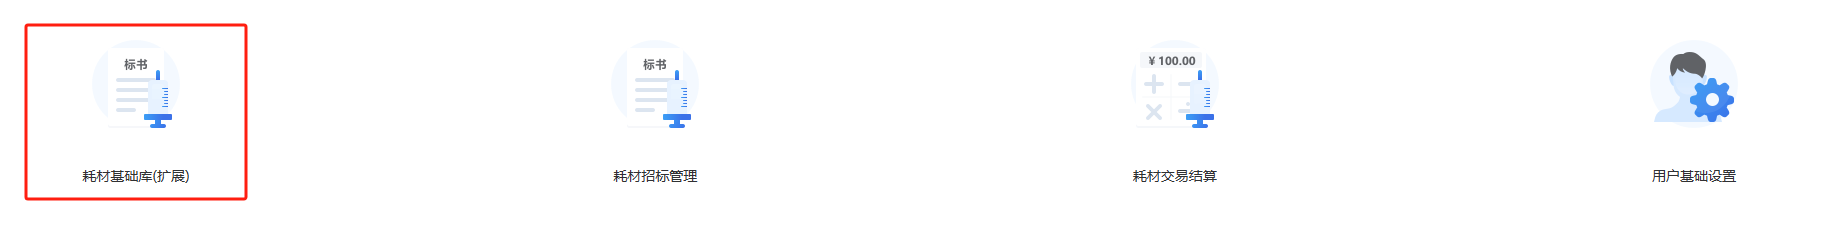 标书
标书
¥ 100.00
耗材基础库(扩展)
耗材招标管理
耗材交易结算
用户基础设置